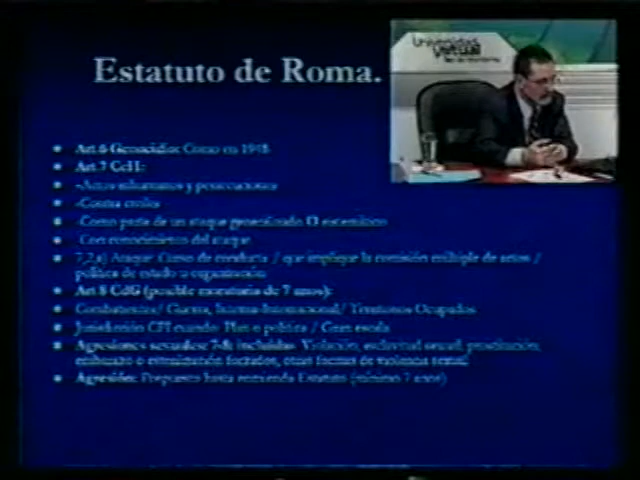 Universidad
Virtual
Estatuto de Roma.
Art.6 Genocidio: Como en 1948
Art.7 CcH:
-Actos inhumanos y persecuciones
-Contra civiles
-Como parte de un ataque generalizado O sistemático
-Con conocimiento del ataque
7,2,a) Ataque: Curso de conducta / que implique la comisión múltiple de actos /
política de estado u organización
Art.8 CdG (posible moratoria de 7 años):
Combatientes/ Guerra, Interna-Internacional/ Territorios Ocupados
Jurisdicción CPI cuando: Plan o política / Gran escala
Agresiones sexuales: 7-8: incluidas Violación, esclavitud sexual, prostitución,
embarazo o esterilización forzados, otras formas de violencia sexual
Agresión: Propuesto hasta enmienda Estatuto (mínimo 7 años)